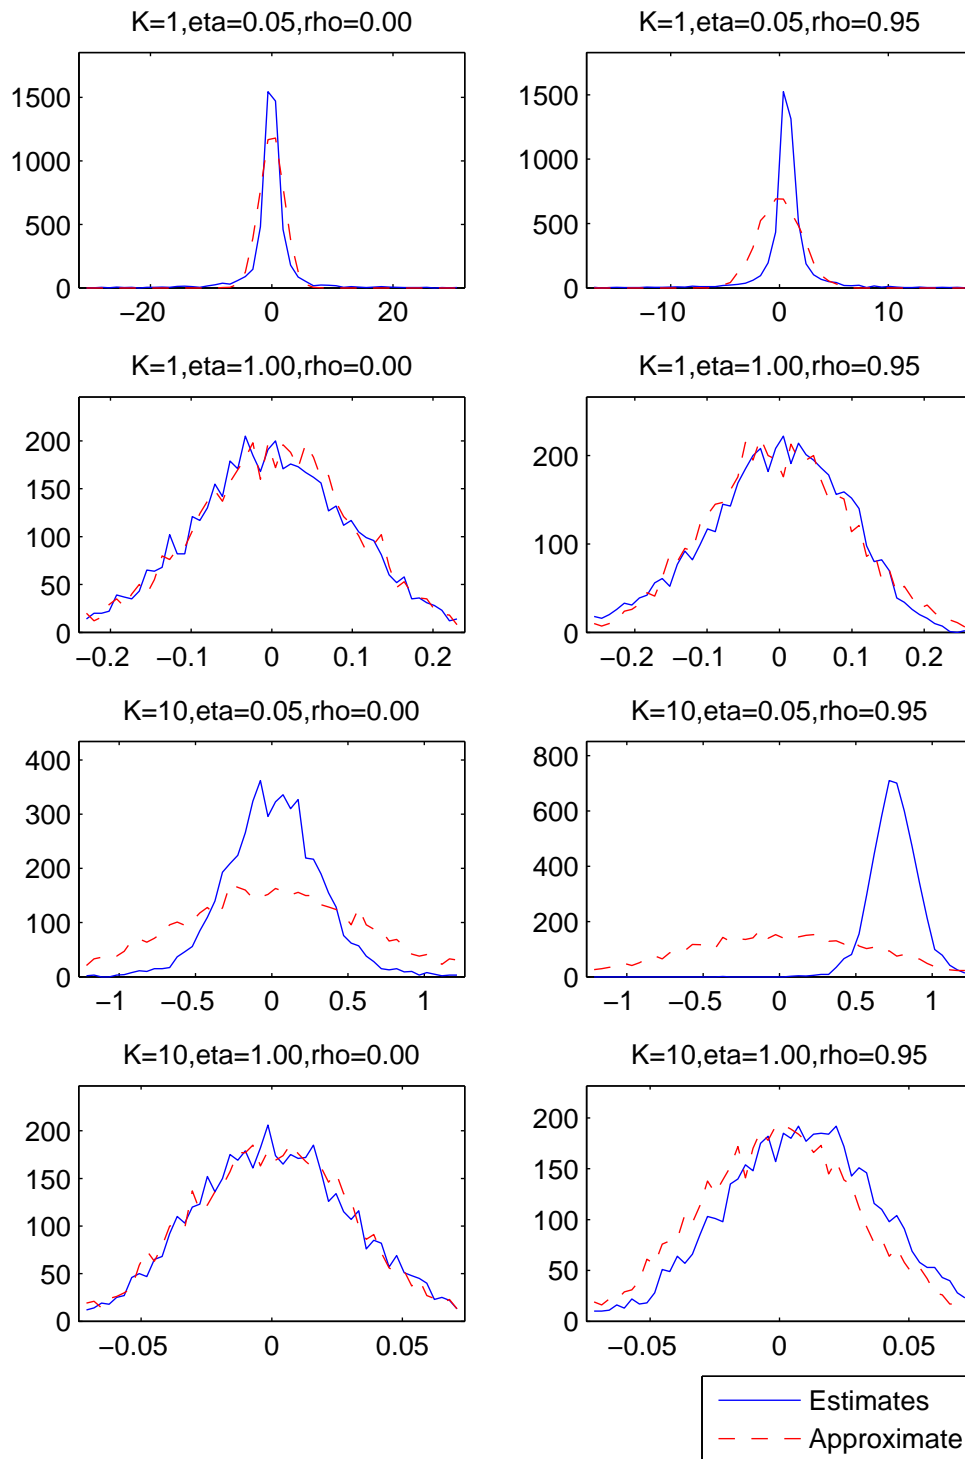 K=1,eta=0.05,rho=0.00
1500
1000
500
0
−20 0 20
K=1,eta=0.05,rho=0.95
1500
1000
500
0
−10 0 10
K=1,eta=1.00,rho=0.00
200
150
100
50
0
−0.2 −0.1 0 0.1 0.2
K=1,eta=1.00,rho=0.95
200
100
0
−0.2 −0.1 0 0.1 0.2
K=10,eta=0.05,rho=0.00
400
300
200
100
0
−1 −0.5 0 0.5 1
K=10,eta=0.05,rho=0.95
800
600
400
200
0
−1 −0.5 0 0.5 1
K=10,eta=1.00,rho=0.00
200
150
100
50
0
−0.05 0 0.05
K=10,eta=1.00,rho=0.95
200
150
100
50
0
−0.05 0 0.05
Estimates
Approximate